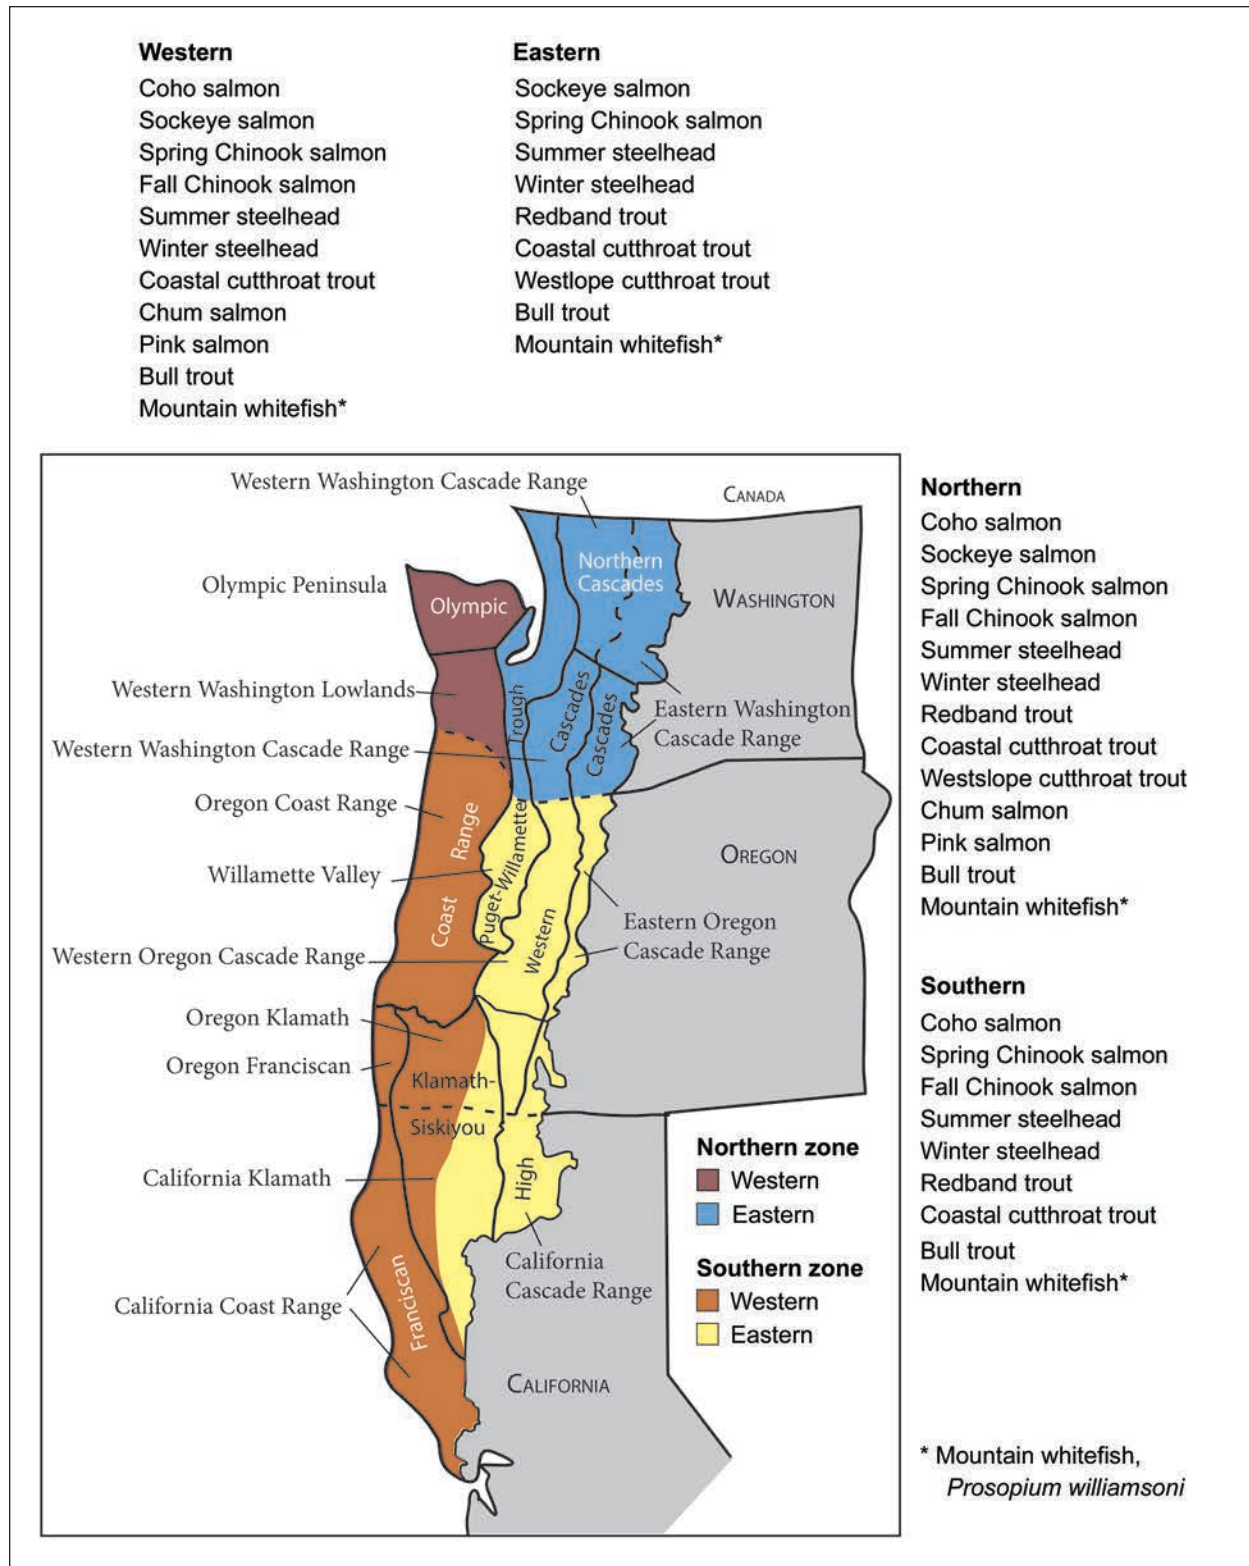 Western
Coho salmon
Sockeye salmon
Spring Chinook salmon
Fall Chinook salmon
Summer steelhead
Winter steelhead
Coastal cutthroat trout
Chum salmon
Pink salmon
Bull trout
Mountain whitefish*
Eastern
Sockeye salmon
Spring Chinook salmon
Summer steelhead
Winter steelhead
Redband trout
Coastal cutthroat trout
Westlope cutthroat trout
Bull trout
Mountain whitefish*
Western Washington Cascade Range
CANADA
Olympic Peninsula
Olympic
Northern
Cascades
WASHINGTON
Western Washington Lowlands
Trough
Cascades
Cascades
Eastern Washington
Cascade Range
Western Washington Cascade Range
Oregon Coast Range
Range
Coast
Willamette Valley
Puget-Willamette
OREGON
Western
Eastern Oregon
Cascade Range
Western Oregon Cascade Range
Oregon Klamath
Oregon Franciscan
Klamath-
Siskiyou
California Klamath
High
California
Cascade Range
California Coast Range
Franciscan
CALIFORNIA
Northern zone
Western
Eastern
Southern zone
Western
Eastern
Northern
Coho salmon
Sockeye salmon
Spring Chinook salmon
Fall Chinook salmon
Summer steelhead
Winter steelhead
Redband trout
Coastal cutthroat trout
Westslope cutthroat trout
Chum salmon
Pink salmon
Bull trout
Mountain whitefish*
Southern
Coho salmon
Spring Chinook salmon
Fall Chinook salmon
Summer steelhead
Winter steelhead
Redband trout
Coastal cutthroat trout
Bull trout
Mountain whitefish*
* Mountain whitefish,
Prosopium williamsoni